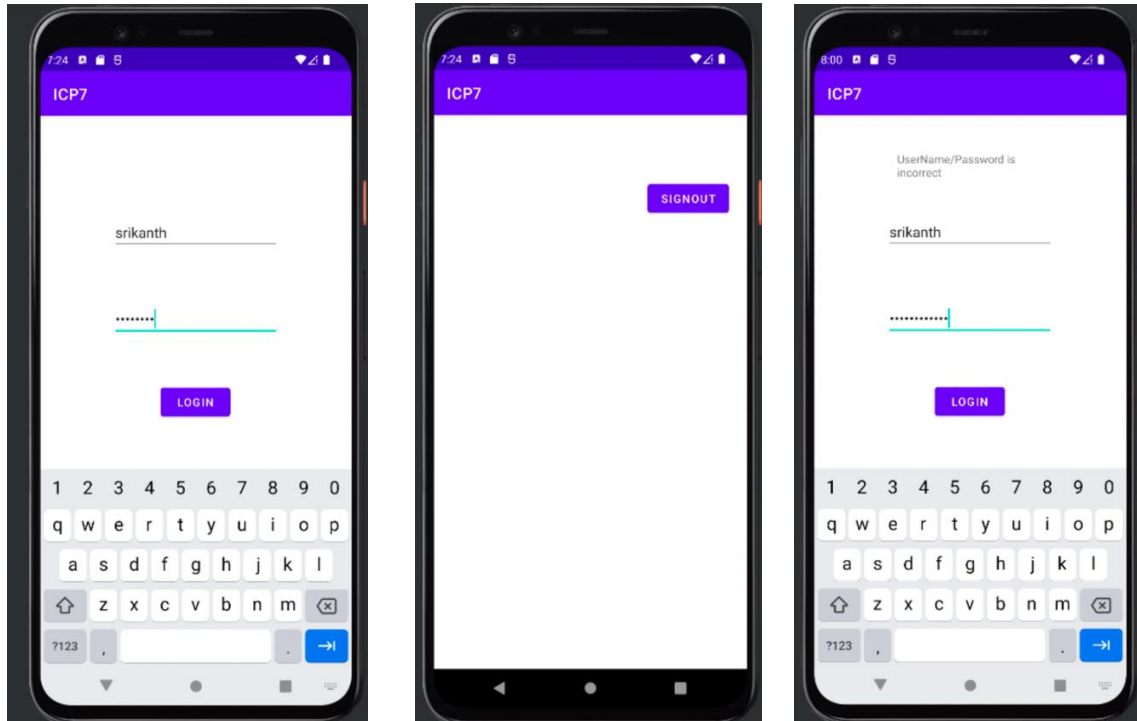 7:24
ICP7
srikanth
••••••••
LOGIN
1 2 3 4 5 6 7 8 9 0
q w e r t y u i o p
a s d f g h j k l
z x c v b n m
?123 , .
7:24
ICP7
SIGNOUT
8:00
ICP7
UserName/Password is
incorrect
srikanth
••••••••••••
LOGIN
1 2 3 4 5 6 7 8 9 0
q w e r t y u i o p
a s d f g h j k l
z x c v b n m
?123 , .